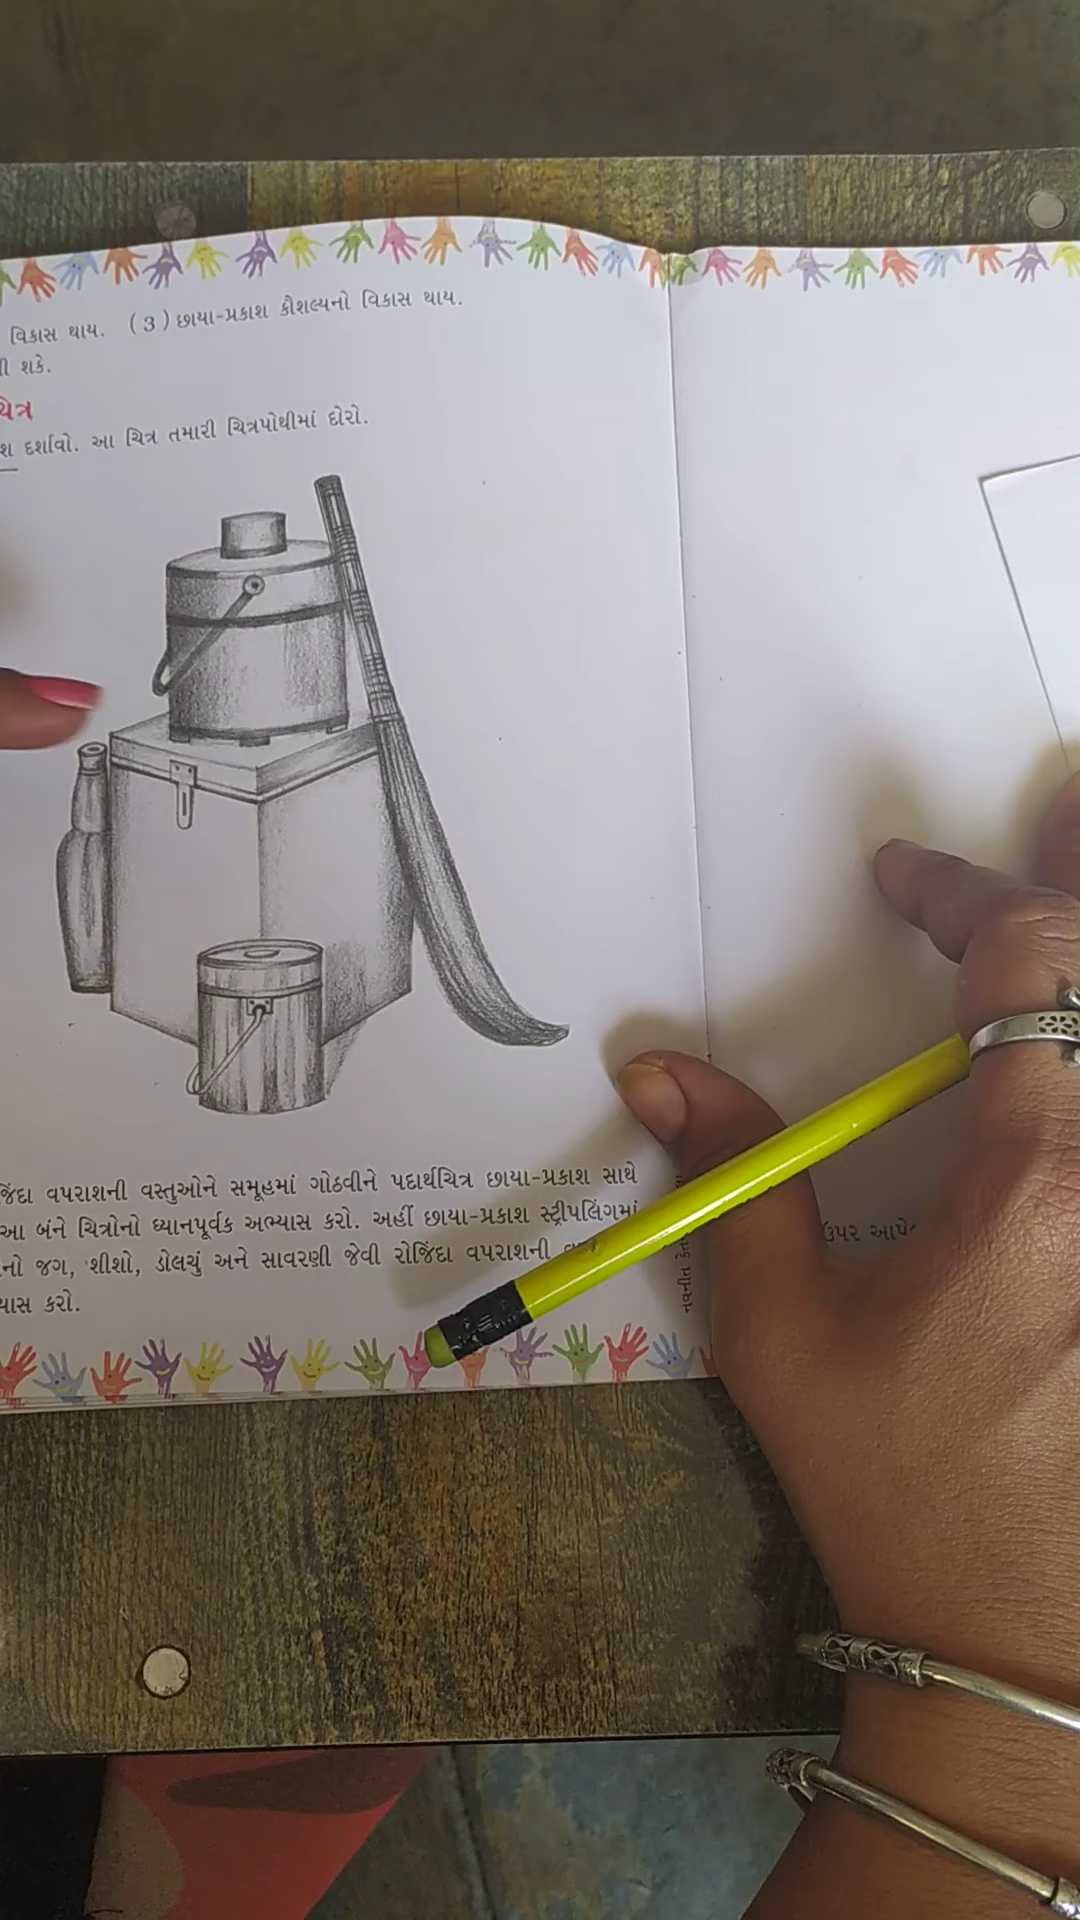 વિકાસ થાય. (3) છાયા-પ્રકાશ કૌશલ્યનો વિકાસ થાય.
શકે.
દર્શાવો. આ ચિત્ર તમારી ચિત્રપોથીમાં દોરો.
વપરાશની વસ્તુઓને સમૂહમાં ગોઠવીને પદાર્થચિત્ર છાયા-પ્રકાશ સાથે
આ બંને ચિત્રોનો ધ્યાનપૂર્વક અભ્યાસ કરો. અહીં છાયા-પ્રકાશ સ્ટ્રીપલિંગમાં
જગ, શીશો, ડોલચું અને સાવરણી જેવી રોજિંદા વપરાશની
કરો.
નવનીત
ઉપર